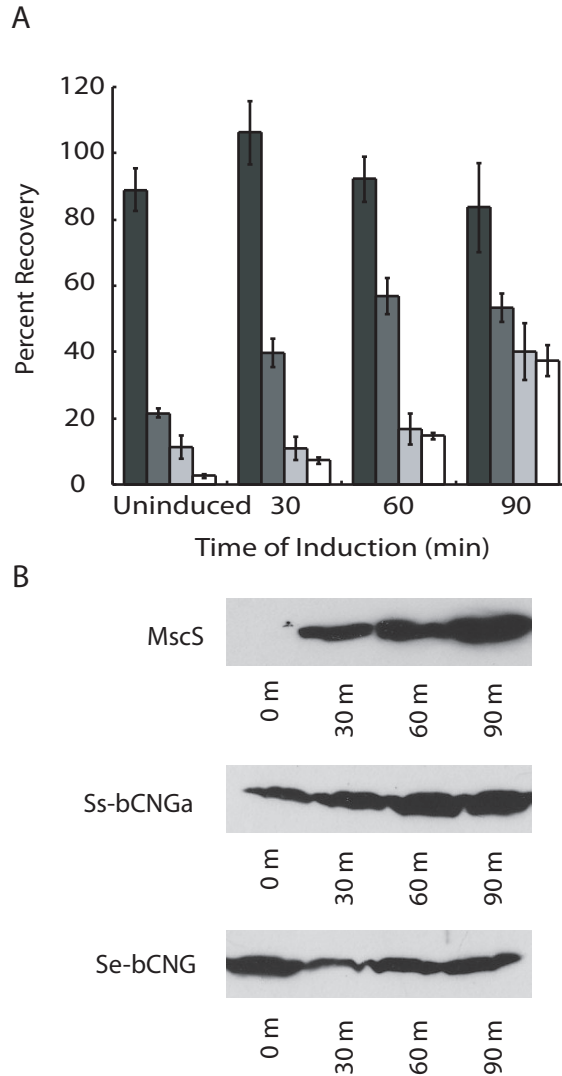 A
120
100
80
60
40
20
0
Percent Recovery
Uninduced 30 60 90
Time of Induction (min)
B
MscS
0 m 30 m 60 m 90 m
Ss-bCNGa
0 m 30 m 60 m 90 m
Se-bCNG
0 m 30 m 60 m 90 m